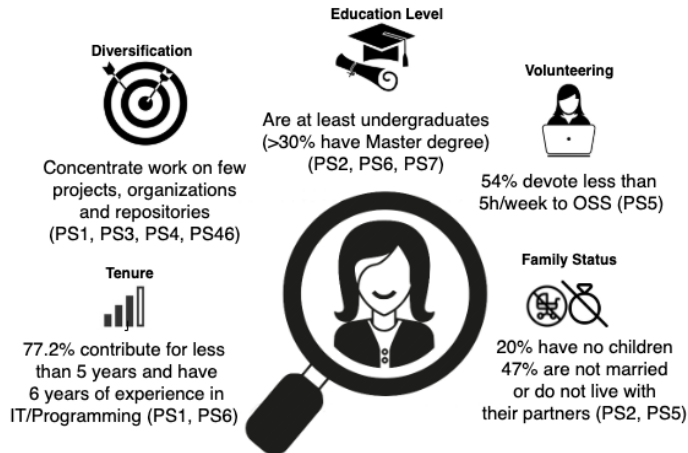 Education Level
Are at least undergraduates
(>30% have Master degree)
(PS2, PS6, PS7)
Diversification
Concentrate work on few
projects, organizations
and repositories
(PS1, PS3, PS4, PS46)
Volunteering
54% devote less than
5h/week to OSS (PS5)
Tenure
77.2% contribute for less
than 5 years and have
6 years of experience in
IT/Programming (PS1, PS6)
Family Status
20% have no children
47% are not married
or do not live with
their partners (PS2, PS5)